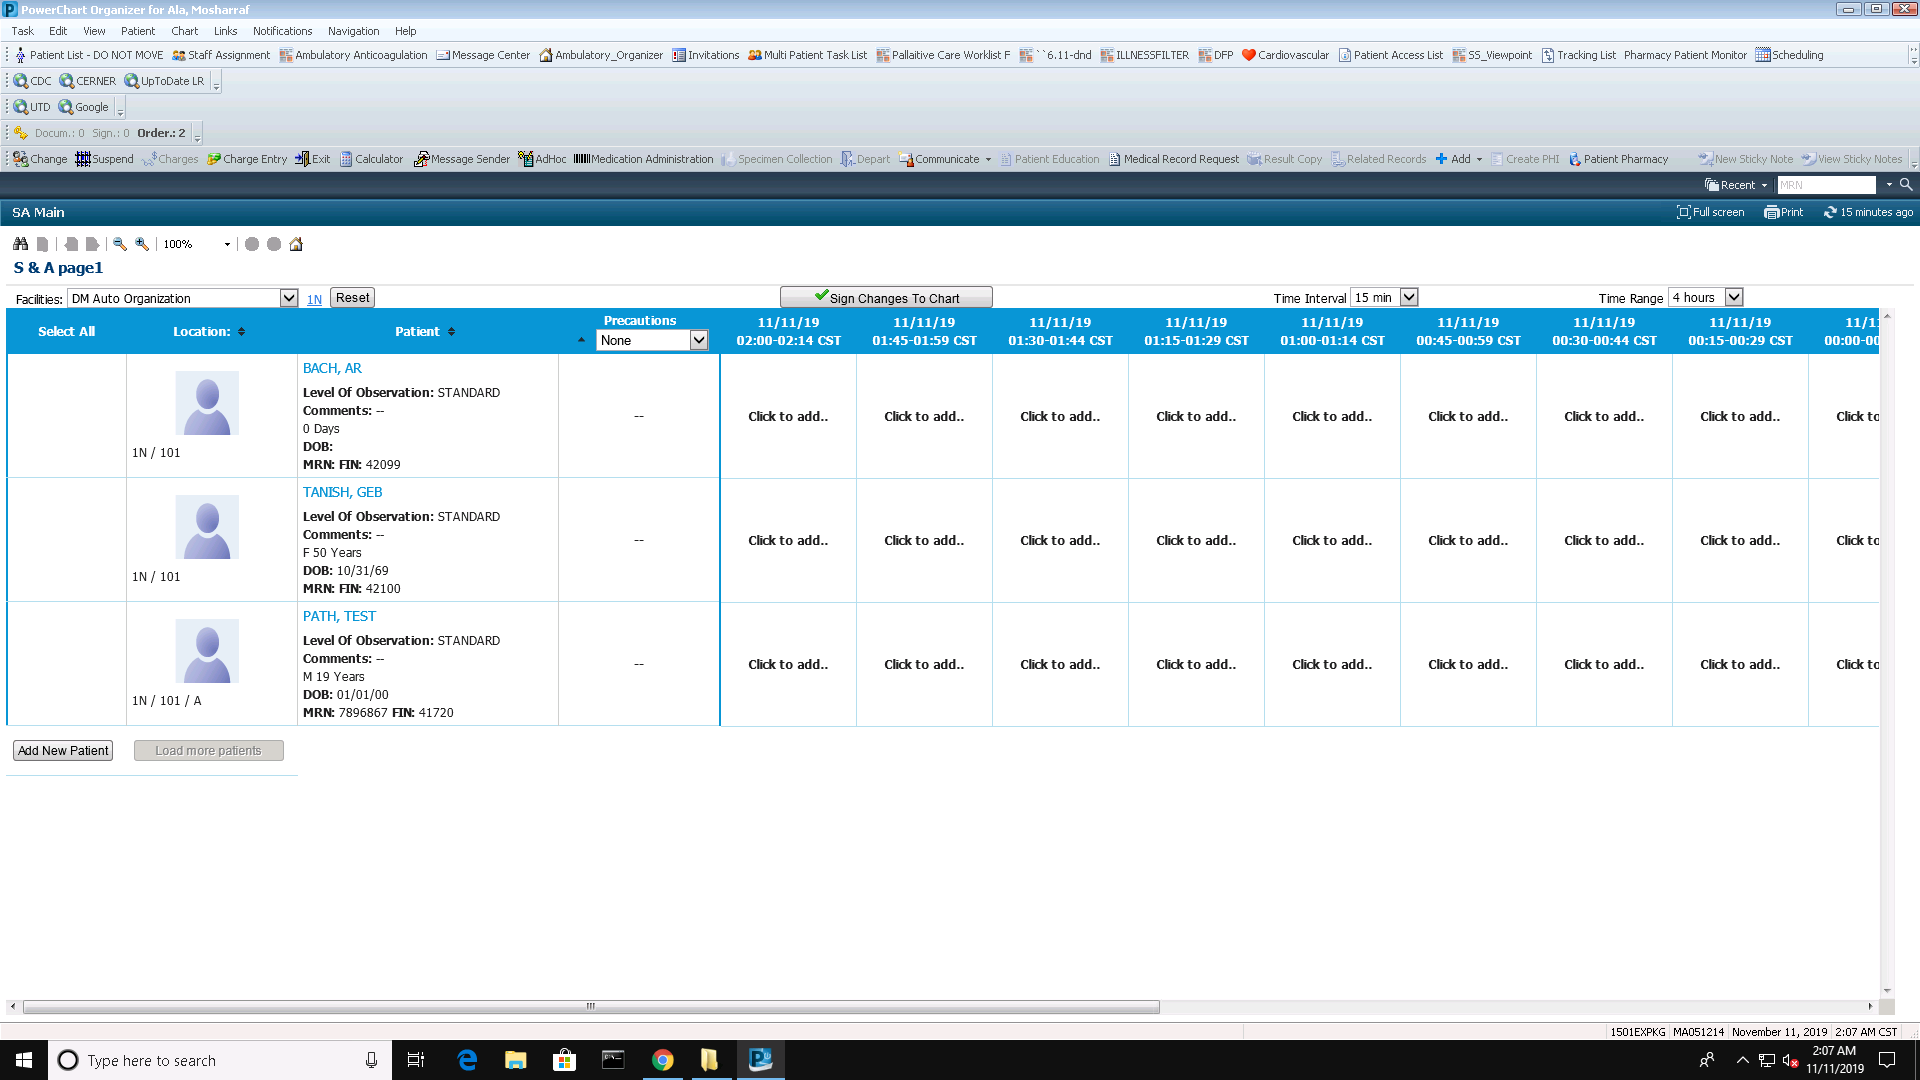 PowerChart Organizer for Ala, Mosharraf
Task Edit View Patient Chart Links Notifications Navigation Help
Patient List - DO NOT MOVE Staff Assignment Ambulatory Anticoagulation Message Center Ambulatory_Organizer Invitations Multi Patient Task List Pallaitive Care Worklist F ``6.11-dnd ILLNESSFILTER DFP Cardiovascular Patient Access List SS_Viewpoint Tracking List Pharmacy Patient Monitor Scheduling
CDC CERNER UpToDate LR
UTD Google
Docum.: 0 Sign.: 0 Order.: 2
Change Suspend Charges Charge Entry Exit Calculator Message Sender AdHoc Medication Administration Specimen Collection Depart Communicate Patient Education Medical Record Request Result Copy Related Records Add Create PHI Patient Pharmacy New Sticky Note View Sticky Notes
Recent MRN
SA Main Full screen Print 15 minutes ago
100%
S & A page1
Facilities: DM Auto Organization 1N Reset Sign Changes To Chart Time Interval 15 min Time Range 4 hours
Select All Location: Patient Precautions None
11/11/19 11/11/19 11/11/19 11/11/19 11/11/19 11/11/19 11/11/19 11/11/19 11/1
02:00-02:14 CST 01:45-01:59 CST 01:30-01:44 CST 01:15-01:29 CST 01:00-01:14 CST 00:45-00:59 CST 00:30-00:44 CST 00:15-00:29 CST 00:00-00
BACH, AR
Level Of Observation: STANDARD
Comments: --
0 Days
DOB:
MRN: FIN: 42099
1N / 101
-- Click to add.. Click to add.. Click to add.. Click to add.. Click to add.. Click to add.. Click to add.. Click to add.. Click to
TANISH, GEB
Level Of Observation: STANDARD
Comments: --
F 50 Years
DOB: 10/31/69
MRN: FIN: 42100
1N / 101
-- Click to add.. Click to add.. Click to add.. Click to add.. Click to add.. Click to add.. Click to add.. Click to add.. Click to
PATH, TEST
Level Of Observation: STANDARD
Comments: --
M 19 Years
DOB: 01/01/00
MRN: 7896867 FIN: 41720
1N / 101 / A
-- Click to add.. Click to add.. Click to add.. Click to add.. Click to add.. Click to add.. Click to add.. Click to add.. Click to
Add New Patient Load more patients
1501EXPKG MA051214 November 11, 2019 2:07 AM CST
Type here to search
2:07 AM
11/11/2019